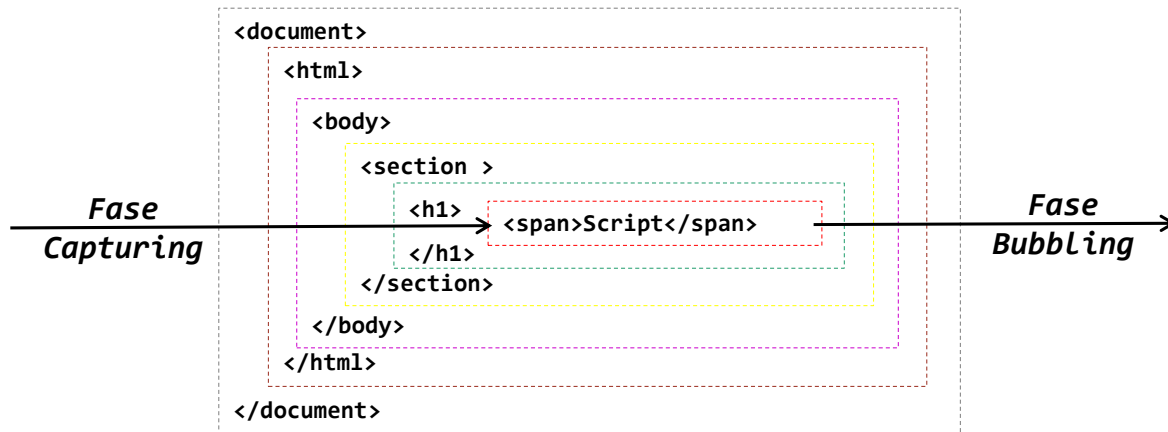 <document>
<html>
<body>
<section >
Fase
Capturing
<h1>
<span>Script</span>
</h1>
</section>
</body>
</html>
</document>
Fase
Bubbling